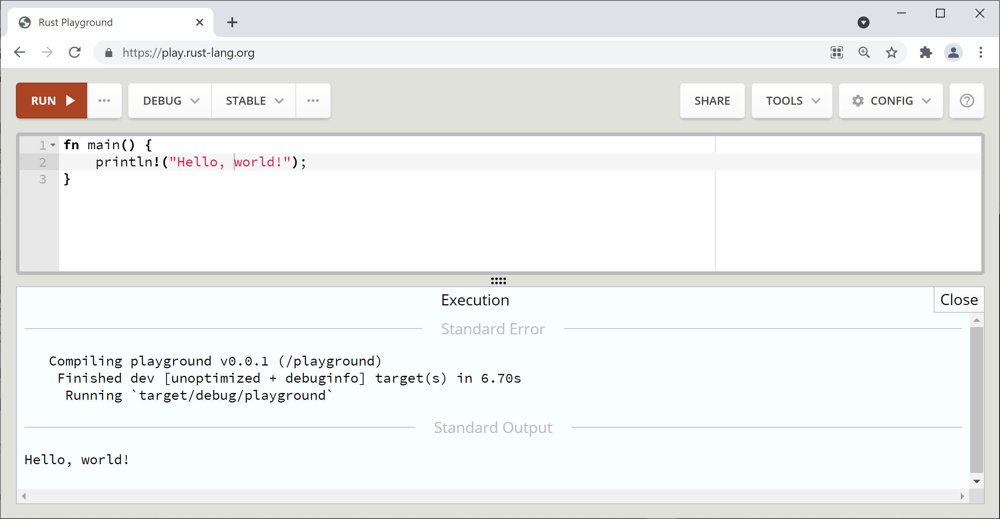 Rust Playground
https://play.rust-lang.org
RUN
DEBUG
STABLE
SHARE
TOOLS
CONFIG
1 fn main() {
2     println!("Hello, world!");
3 }
Execution
Close
Standard Error
   Compiling playground v0.0.1 (/playground)
    Finished dev [unoptimized + debuginfo] target(s) in 6.70s
     Running `target/debug/playground`
Standard Output
Hello, world!